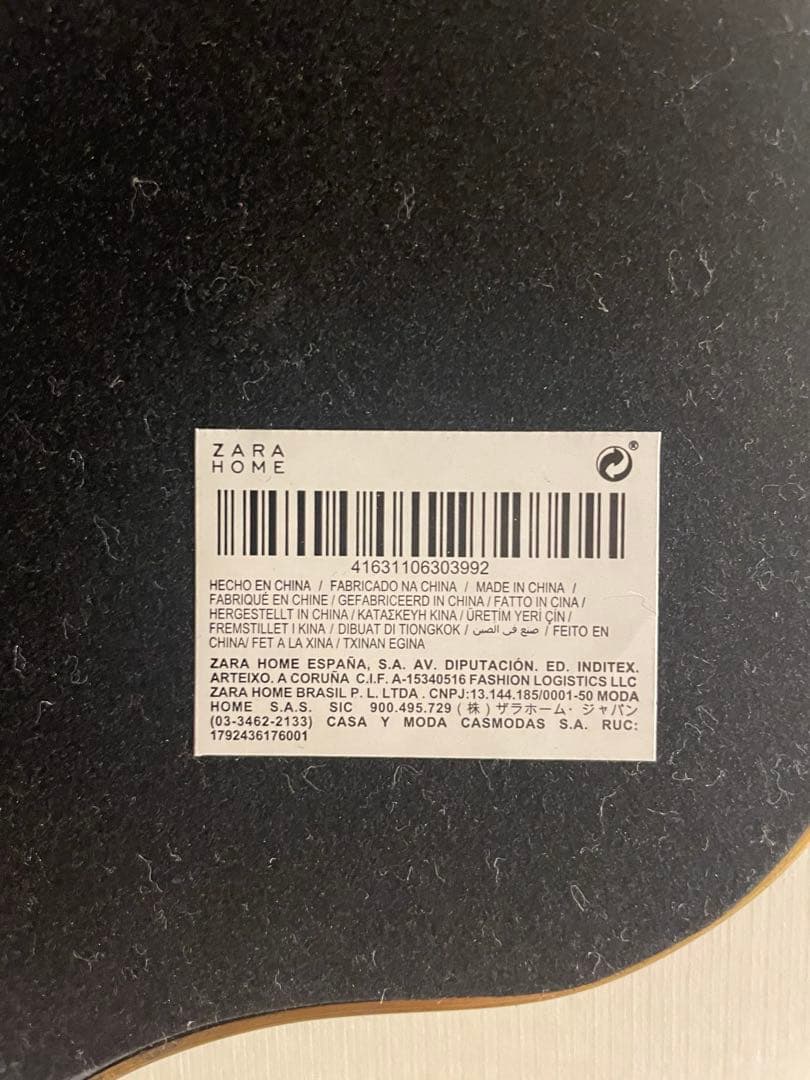 ZARA
HOME
®
41631106303992
HECHO EN CHINA / FABRICADO NA CHINA / MADE IN CHINA /
FABRIQUÉ EN CHINE / GEFABRICEERD IN CHINA / FATTO IN CINA /
HERGESTELLT IN CHINA / ΚΑΤΑΣΚΕΥΗ ΚΙΝΑ / ÜRETİM YERİ ÇİN /
FREMSTILLET I KINA / DIBUAT DI TIONGKOK / صنع في الصين / FEITO EN
CHINA/ FET A LA XINA / TXINAN EGINA
ZARA HOME ESPAÑA, S.A. AV. DIPUTACIÓN. ED. INDITEX.
ARTEIXO. A CORUÑA C.I.F. A-15340516 FASHION LOGISTICS LLC
ZARA HOME BRASIL P. L. LTDA . CNPJ:13.144.185/0001-50 MODA
HOME S.A.S. SIC 900.495.729 (株) ザラホーム・ジャパン
(03-3462-2133) CASA Y MODA CASMODAS S.A. RUC:
1792436176001